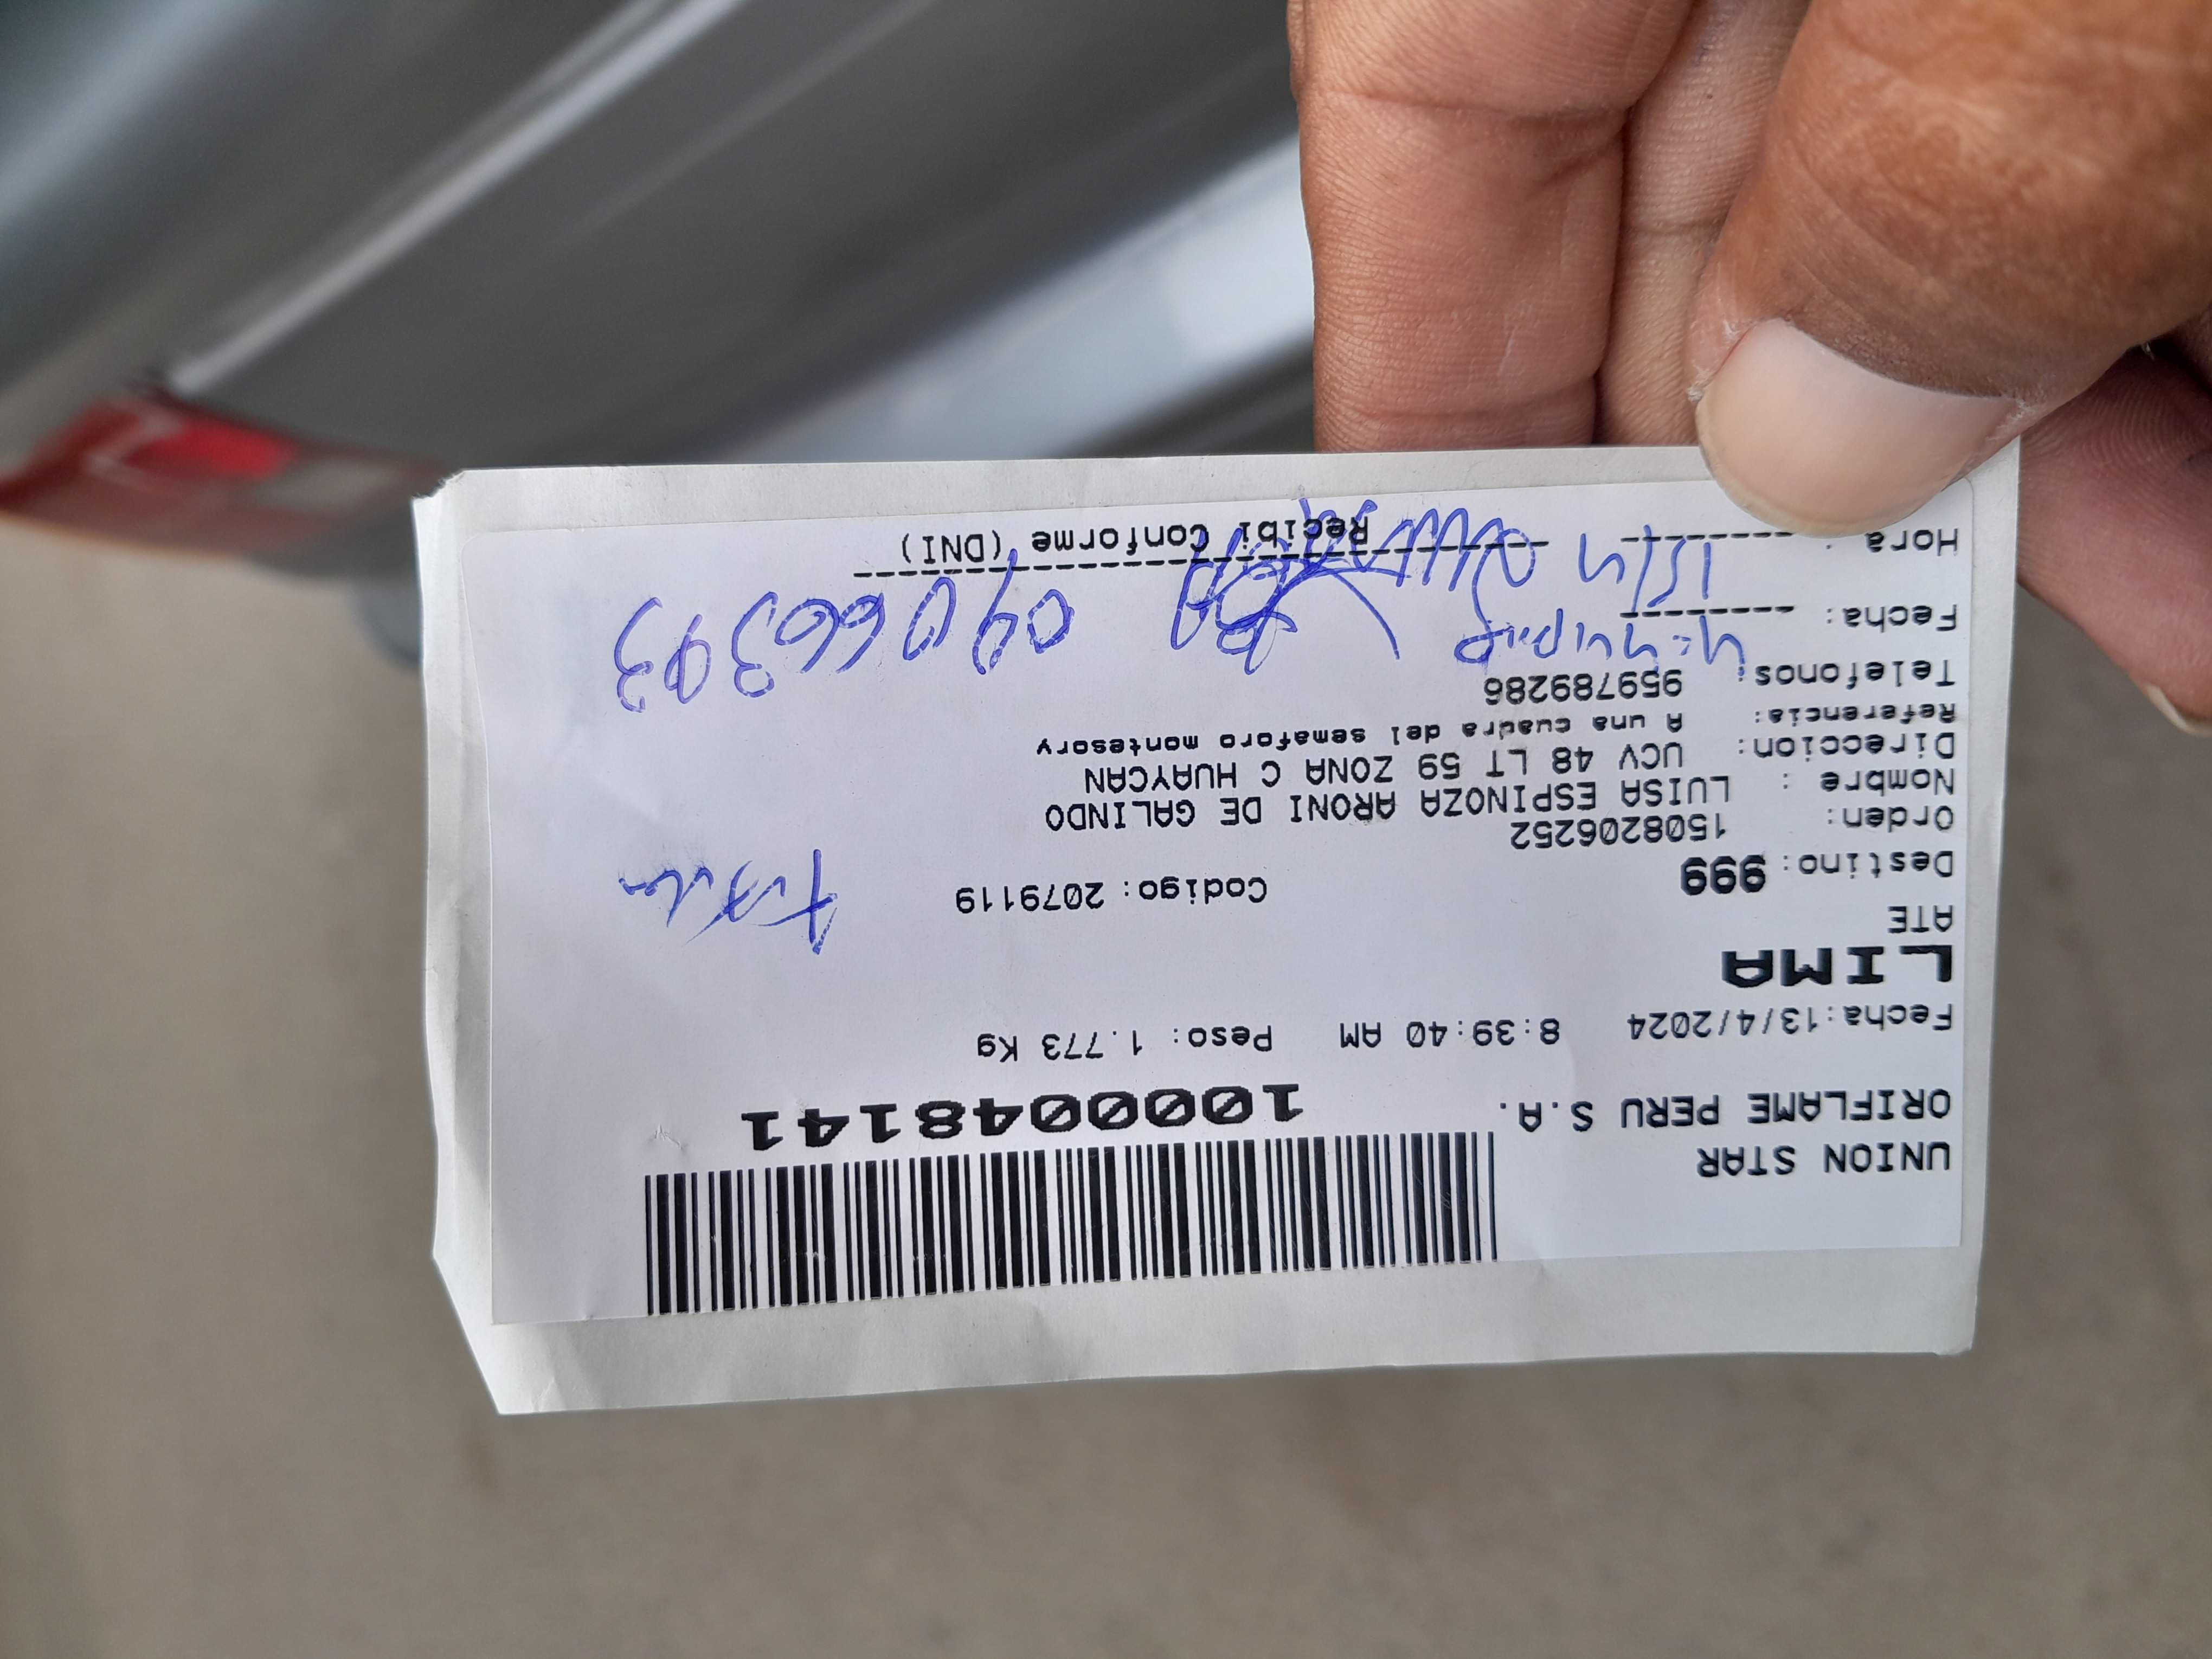 UNION STAR
ORIFLAME PERU S.A.
1000048141
Fecha:13/4/2024 8:39:40 AM Peso: 1.773 Kg
LIMA
ATE
Destino: 999 Codigo: 2079119
Orden: 1508206252
Nombre : LUISA ESPINOZA ARONI DE GALINDO
Direccion: UCV 48 LT 59 ZONA C HUAYCAN
Referencia: A una cuadra del semaforo montesory
Telefonos: 959789286
Fecha:
09066393
Hora : 15/4
Recibi Conforme (DNI)